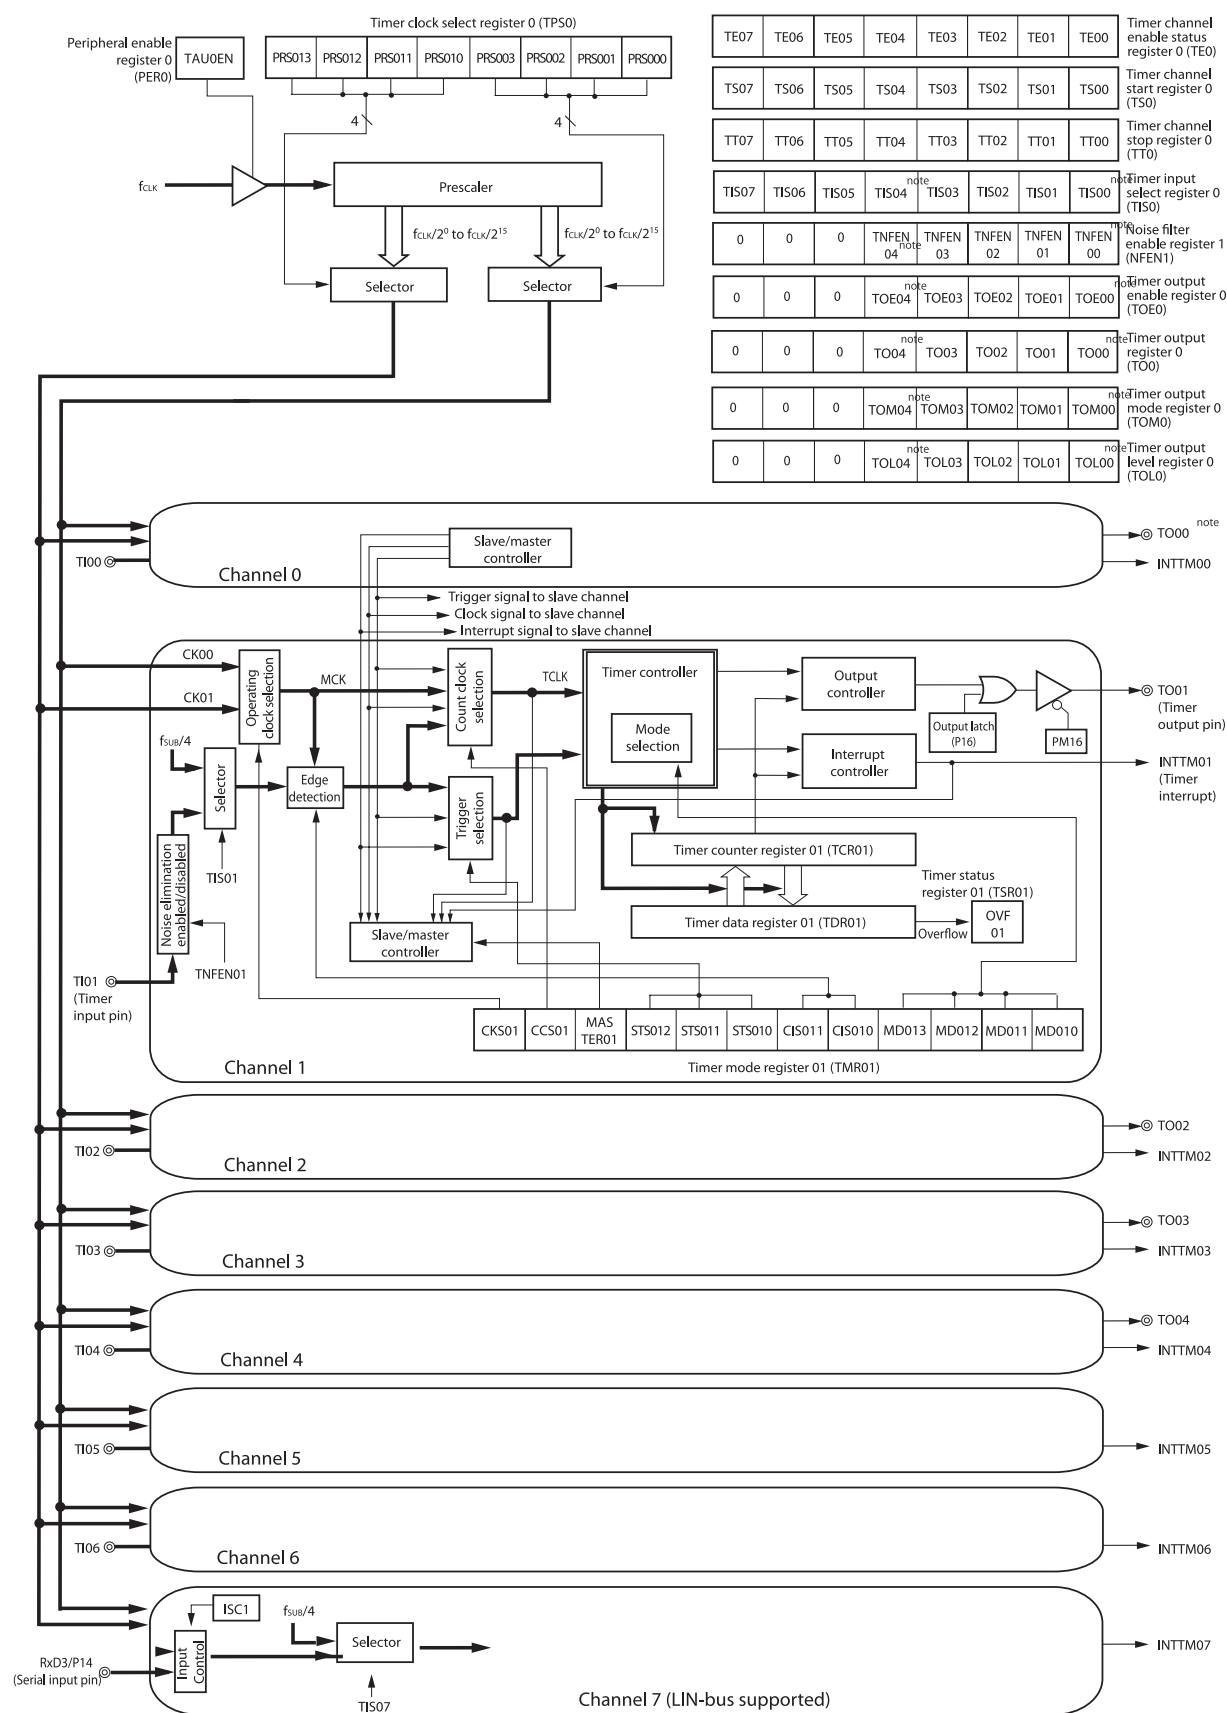 Timer clock select register 0 (TPS0)
Peripheral enable
register 0
(PER0)
TAU0EN
PRS013 PRS012 PRS011 PRS010 PRS003 PRS002 PRS001 PRS000
4
4
fCLK
Prescaler
fCLK/2⁰ to fCLK/2¹⁵
fCLK/2⁰ to fCLK/2¹⁵
Selector
Selector
TE07 TE06 TE05 TE04 TE03 TE02 TE01 TE00
Timer channel
enable status
register 0 (TE0)
TS07 TS06 TS05 TS04 TS03 TS02 TS01 TS00
Timer channel
start register 0
(TS0)
TT07 TT06 TT05 TT04 TT03 TT02 TT01 TT00
Timer channel
stop register 0
(TT0)
TIS07 TIS06 TIS05 TIS04 note TIS03 TIS02 TIS01 TIS00 note
Timer input
select register 0
(TIS0)
0 0 0 TNFEN 04 note TNFEN 03 TNFEN 02 TNFEN 01 TNFEN 00 note
Noise filter
enable register 1
(NFEN1)
0 0 0 TOE04 note TOE03 TOE02 TOE01 TOE00 note
Timer output
enable register 0
(TOE0)
0 0 0 TO04 note TO03 TO02 TO01 TO00 note
Timer output
register 0
(TO0)
0 0 0 TOM04 note TOM03 TOM02 TOM01 TOM00 note
Timer output
mode register 0
(TOM0)
0 0 0 TOL04 note TOL03 TOL02 TOL01 TOL00 note
Timer output
level register 0
(TOL0)
TI00
Channel 0
Slave/master
controller
TO00 note
INTTM00
Trigger signal to slave channel
Clock signal to slave channel
Interrupt signal to slave channel
CK00
CK01
Operating
clock selection
MCK
Count clock
selection
TCLK
Timer controller
Mode
selection
Output
controller
Output latch
(P16)
PM16
TO01
(Timer
output pin)
Interrupt
controller
INTTM01
(Timer
interrupt)
fSUB/4
Selector
Edge
detection
Trigger
selection
TIS01
Noise elimination
enabled/disabled
TNFEN01
TI01
(Timer
input pin)
Timer counter register 01 (TCR01)
Timer data register 01 (TDR01)
Timer status
register 01 (TSR01)
Overflow
OVF
01
Slave/master
controller
CKS01 CCS01 MAS TER01 STS012 STS011 STS010 CIS011 CIS010 MD013 MD012 MD011 MD010
Timer mode register 01 (TMR01)
Channel 1
TI02
Channel 2
TO02
INTTM02
TI03
Channel 3
TO03
INTTM03
TI04
Channel 4
TO04
INTTM04
TI05
Channel 5
INTTM05
TI06
Channel 6
INTTM06
ISC1
fSUB/4
Input
Control
Selector
RxD3/P14
(Serial input pin)
TIS07
Channel 7 (LIN-bus supported)
INTTM07